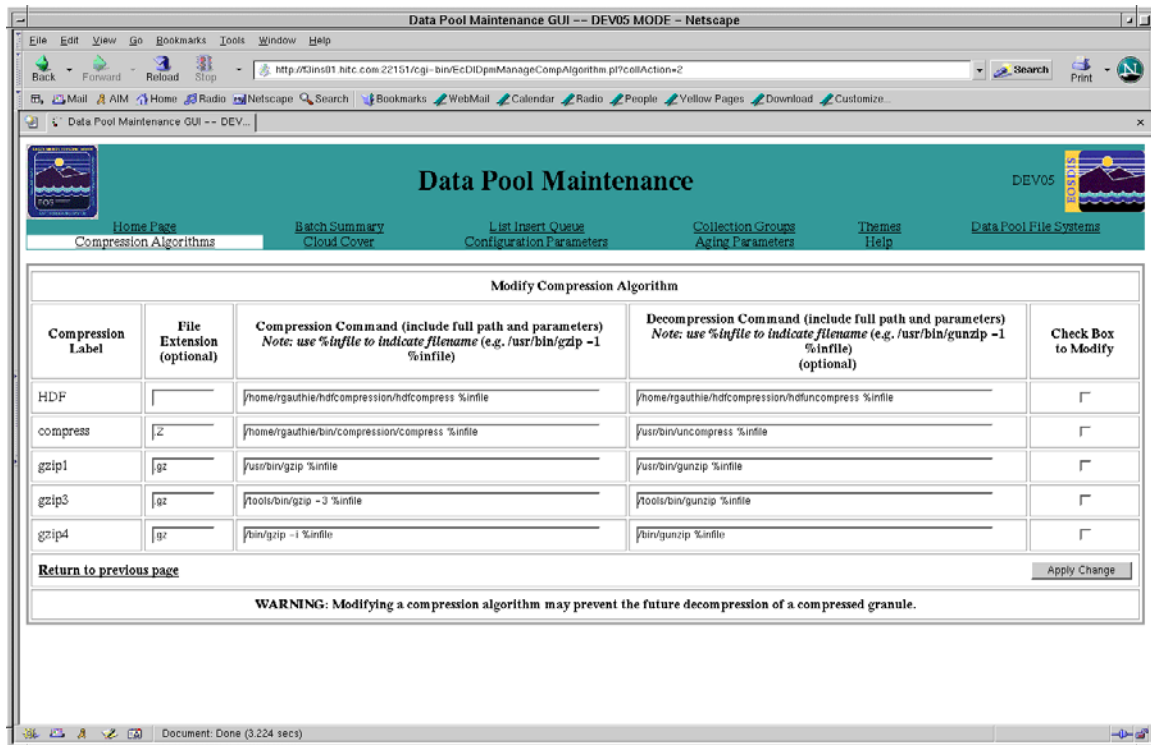 Data Pool Maintenance GUI -- DEV05 MODE - Netscape
File Edit View Go Bookmarks Tools Window Help
Back Forward Reload Stop http://f3ins01.hitc.com:22151/cgi-bin/EcDlDpmManageCompAlgorithm.pl?collAction=2 Search Print N
Mail AIM Home Radio Netscape Search Bookmarks WebMail Calendar Radio People Yellow Pages Download Customize...
Data Pool Maintenance GUI -- DEV... x
EOS
Data Pool Maintenance
DEV05
EOSDIS
Home Page Batch Summary List Insert Queue Collection Groups Themes Data Pool File Systems
Compression Algorithms Cloud Cover Configuration Parameters Aging Parameters Help
Modify Compression Algorithm
Compression Label
File Extension (optional)
Compression Command (include full path and parameters)
Note: use %infile to indicate filename (e.g. /usr/bin/gzip -1
%infile)
Decompression Command (include full path and parameters)
Note: use %infile to indicate filename (e.g. /usr/bin/gunzip -1
%infile)
(optional)
Check Box to Modify
HDF /home/rgauthie/hdfcompression/hdfcompress %infile /home/rgauthie/hdfcompression/hdfuncompress %infile
compress .Z /home/rgauthie/bin/compression/compress %infile /usr/bin/uncompress %infile
gzip1 .gz /usr/bin/gzip %infile /usr/bin/gunzip %infile
gzip3 .gz /tools/bin/gzip -3 %infile /tools/bin/gunzip %infile
gzip4 .gz /bin/gzip -i %infile /bin/gunzip %infile
Return to previous page Apply Change
WARNING: Modifying a compression algorithm may prevent the future decompression of a compressed granule.
Document: Done (3.224 secs)